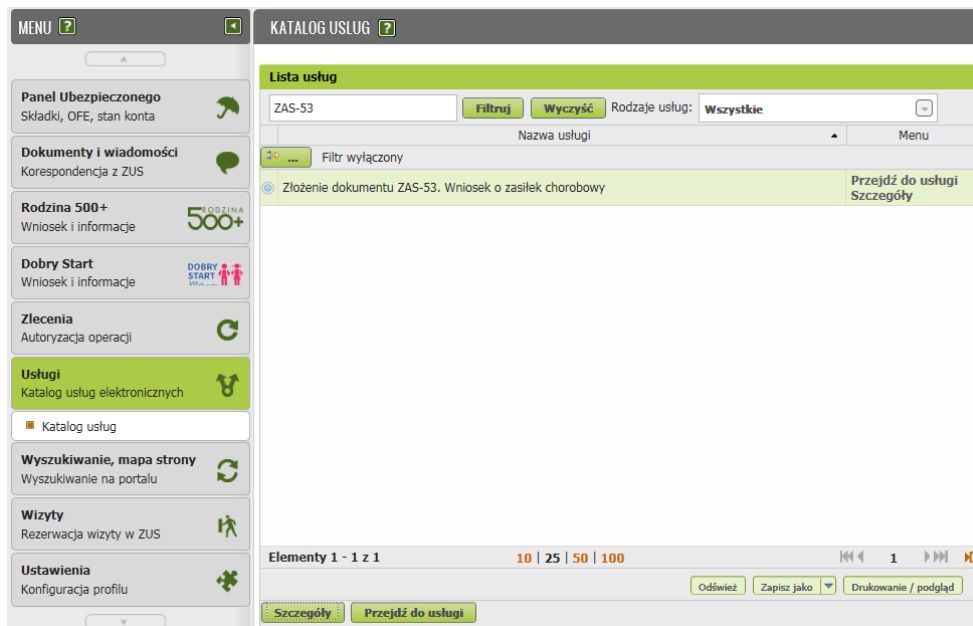 MENU ?
KATALOG USLUG ?
Lista usług
ZAS-53
Filtruj
Wyczyść
Rodzaje usług:
Wszystkie
Nazwa usługi
Menu
...
Filtr wyłączony
Złożenie dokumentu ZAS-53. Wniosek o zasiłek chorobowy
Przejdź do usługi
Szczegóły
Panel Ubezpieczonego
Składki, OFE, stan konta
Dokumenty i wiadomości
Korespondencja z ZUS
Rodzina 500+
Wniosek i informacje
RODZINA
500+
Dobry Start
Wniosek i informacje
DOBRY
START
Zlecenia
Autoryzacja operacji
Usługi
Katalog usług elektronicznych
Katalog usług
Wyszukiwanie, mapa strony
Wyszukiwanie na portalu
Wizyty
Rezerwacja wizyty w ZUS
Ustawienia
Konfiguracja profilu
Elementy 1 - 1 z 1
10 | 25 | 50 | 100
1
Odśwież
Zapisz jako
Drukowanie / podgląd
Szczegóły
Przejdź do usługi